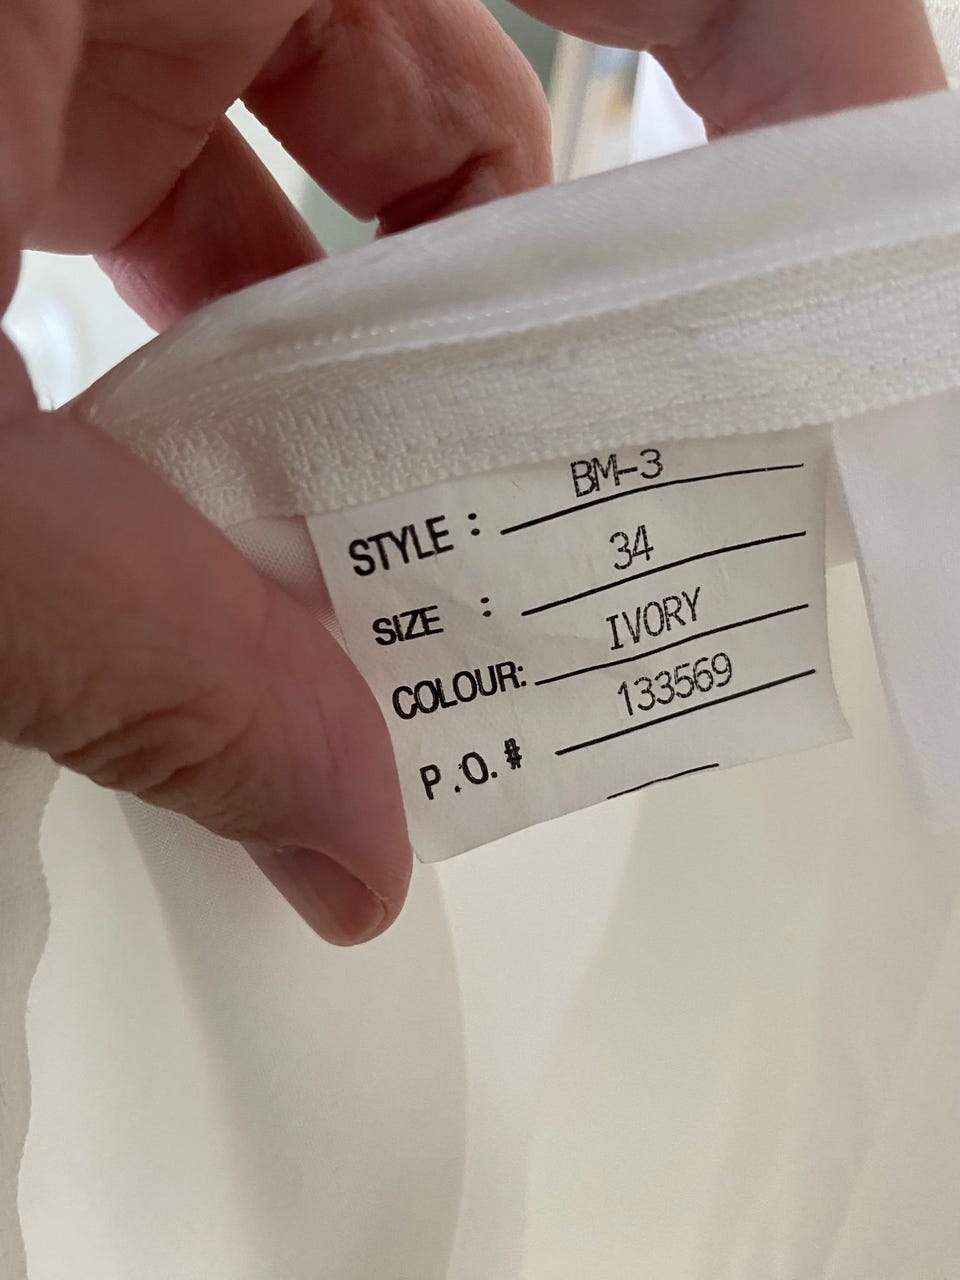 STYLE : BM-3
SIZE : 34
COLOUR: IVORY
P.O.# 133569